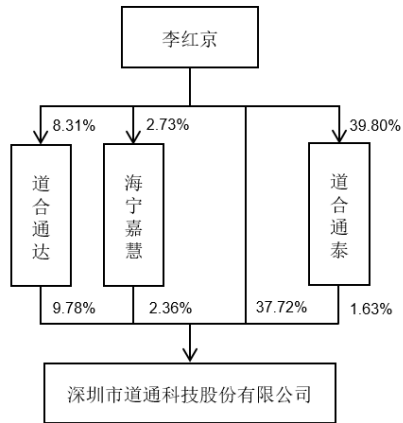 李红京
8.31%
2.73%
39.80%
道合通达
海宁嘉慧
道合通泰
9.78%
2.36%
37.72%
1.63%
深圳市道通科技股份有限公司